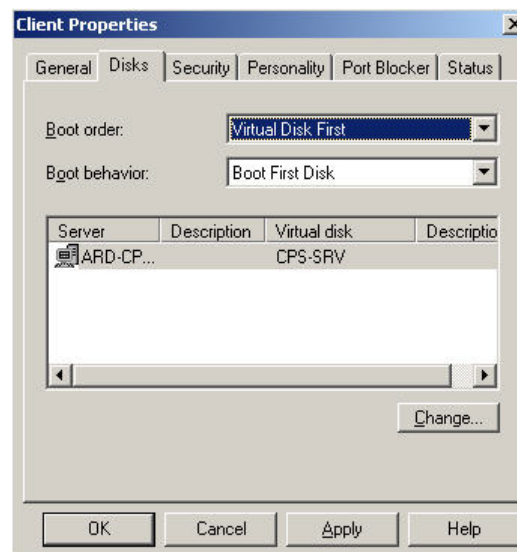 Client Properties
General Disks Security Personality Port Blocker Status
Boot order: Virtual Disk First
Boot behavior: Boot First Disk
Server Description Virtual disk Descriptio
ARD-CP... CPS-SRV
Change...
OK Cancel Apply Help